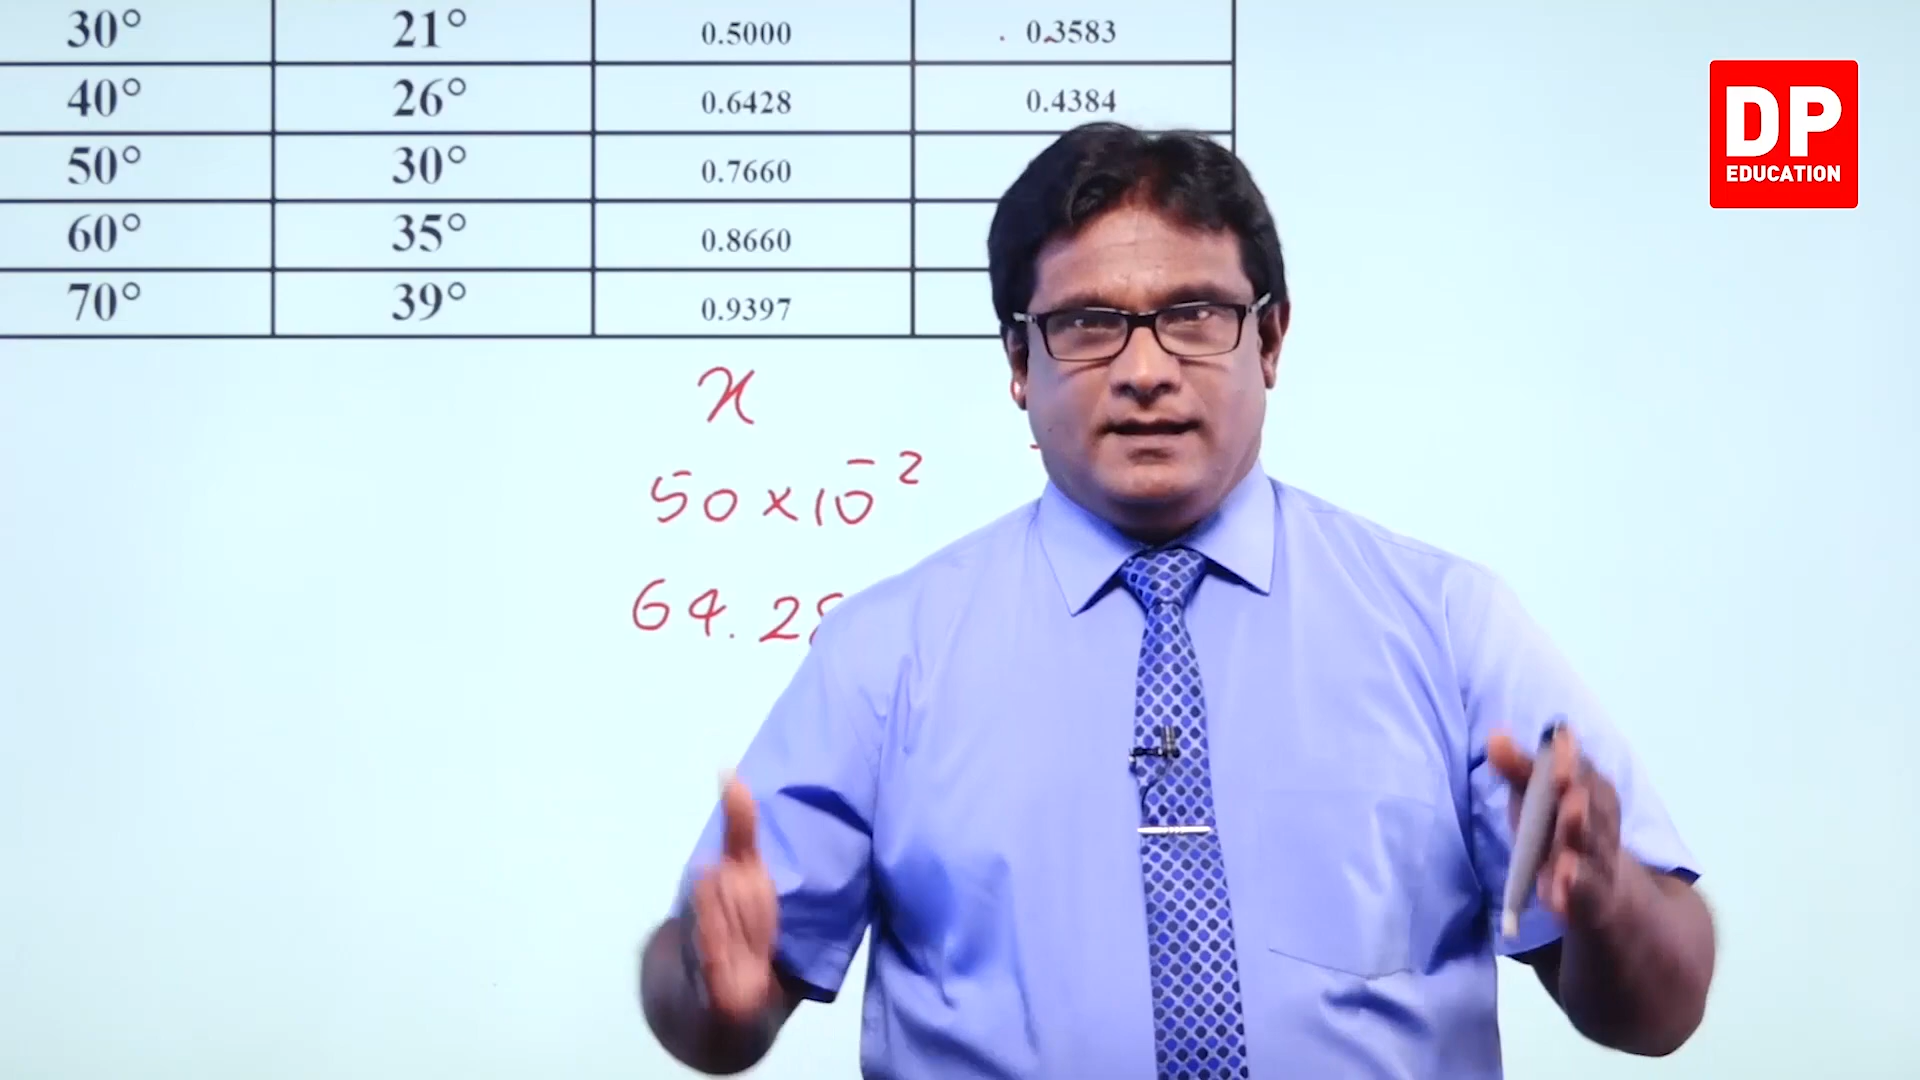 30° 21° 0.5000 0.3583
40° 26° 0.6428 0.4384
50° 30° 0.7660
60° 35° 0.8660
70° 39° 0.9397
x
50 × 10⁻²
64.28
DP
EDUCATION